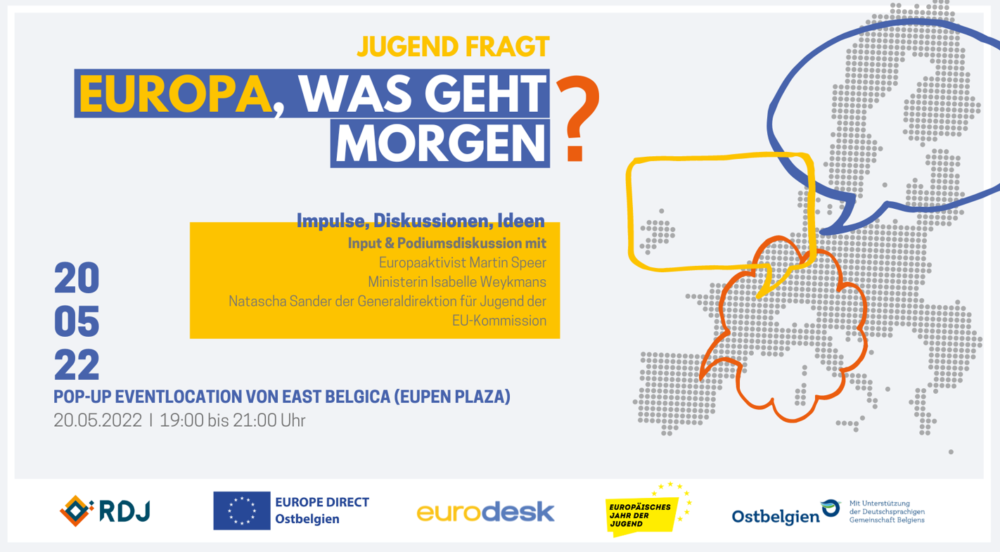 JUGEND FRAGT
EUROPA, WAS GEHT
MORGEN?
Impulse, Diskussionen, Ideen
Input & Podiumsdiskussion mit
Europaaktivist Martin Speer
Ministerin Isabelle Weykmans
Natascha Sander der Generaldirektion für Jugend der
EU-Kommission
20
05
22
POP-UP EVENTLOCATION VON EAST BELGICA (EUPEN PLAZA)
20.05.2022 I 19:00 bis 21:00 Uhr
RDJ
EUROPE DIRECT
Ostbelgien
eurodesk
EUROPÄISCHES
JAHR DER
JUGEND
Ostbelgien
Mit Unterstützung
der Deutschsprachigen
Gemeinschaft Belgiens